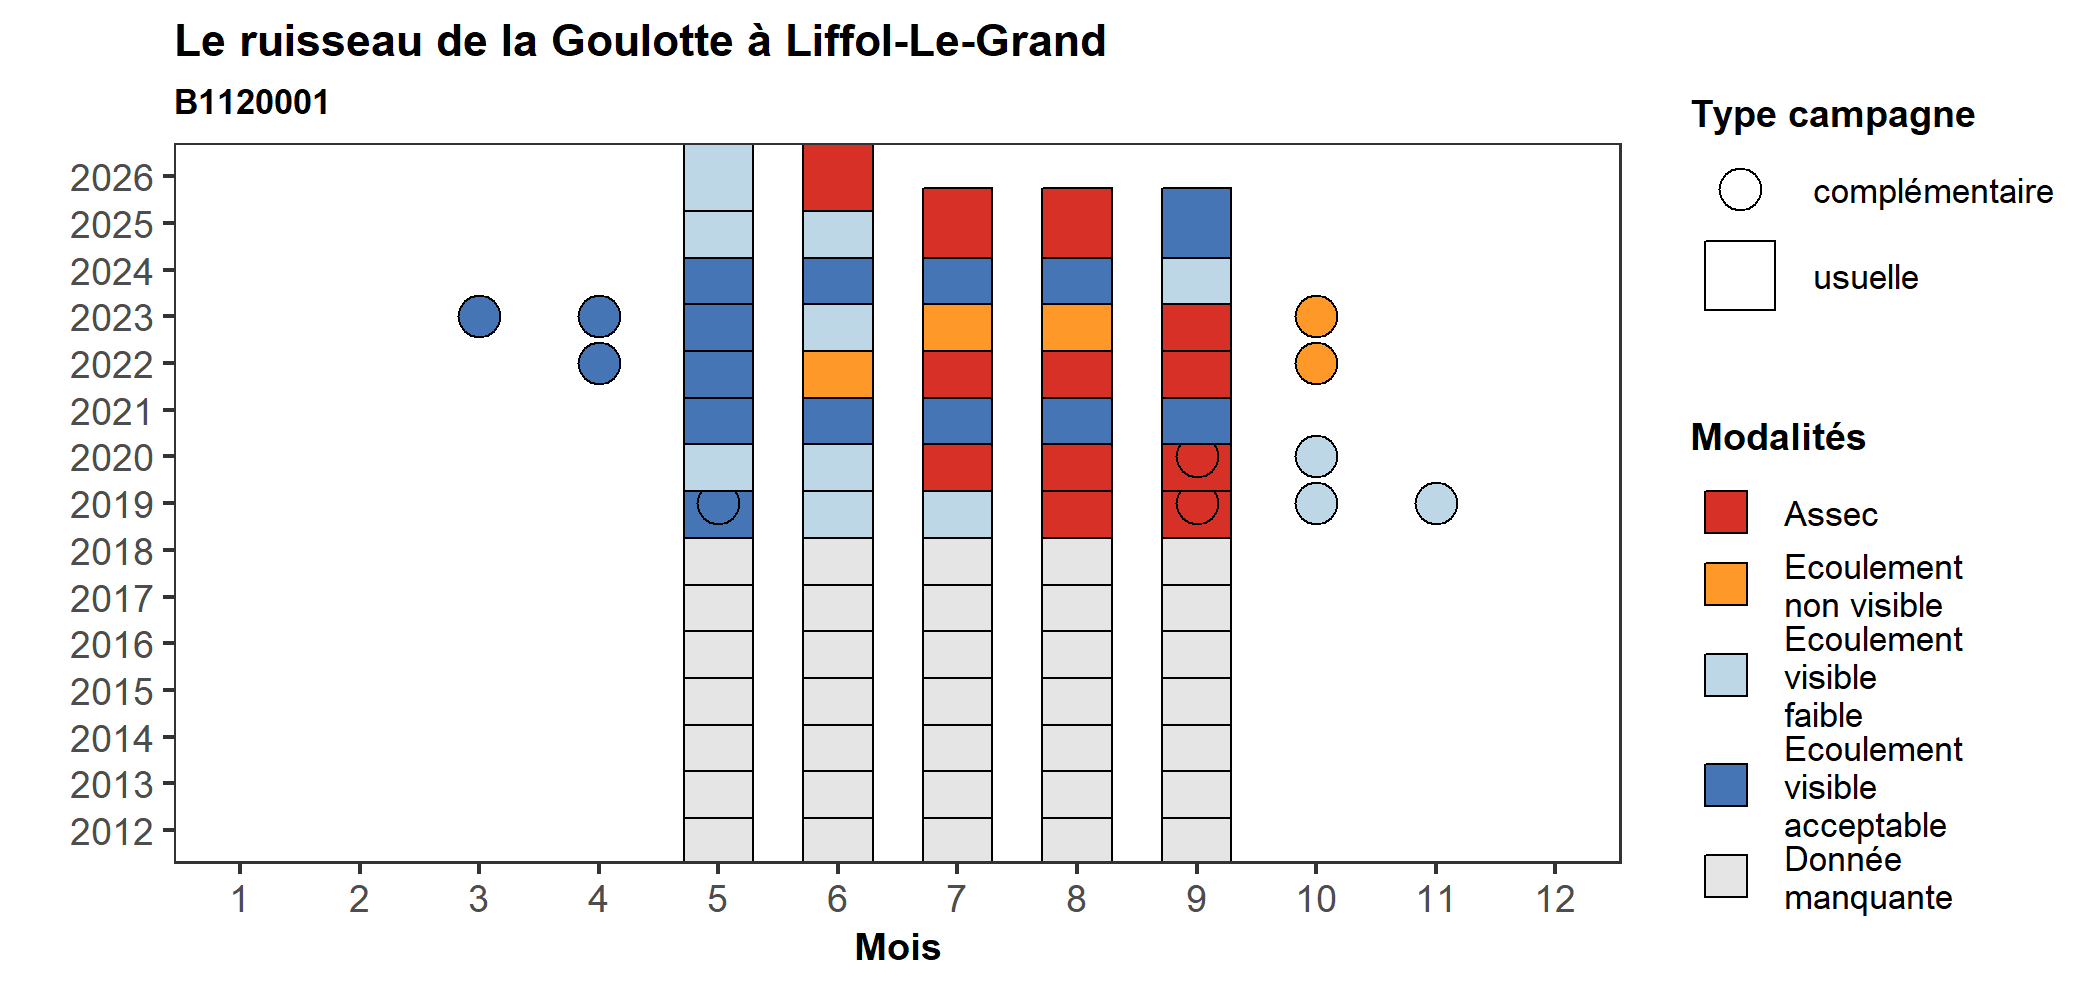 Le ruisseau de la Goulotte à Liffol-Le-Grand
B1120001
2026
2025
2024
2023
2022
2021
2020
2019
2018
2017
2016
2015
2014
2013
2012
1 2 3 4 5 6 7 8 9 10 11 12
Mois
Type campagne
complémentaire
usuelle
Modalités
Assec
Ecoulement
non visible
Ecoulement
visible
faible
Ecoulement
visible
acceptable
Donnée
manquante